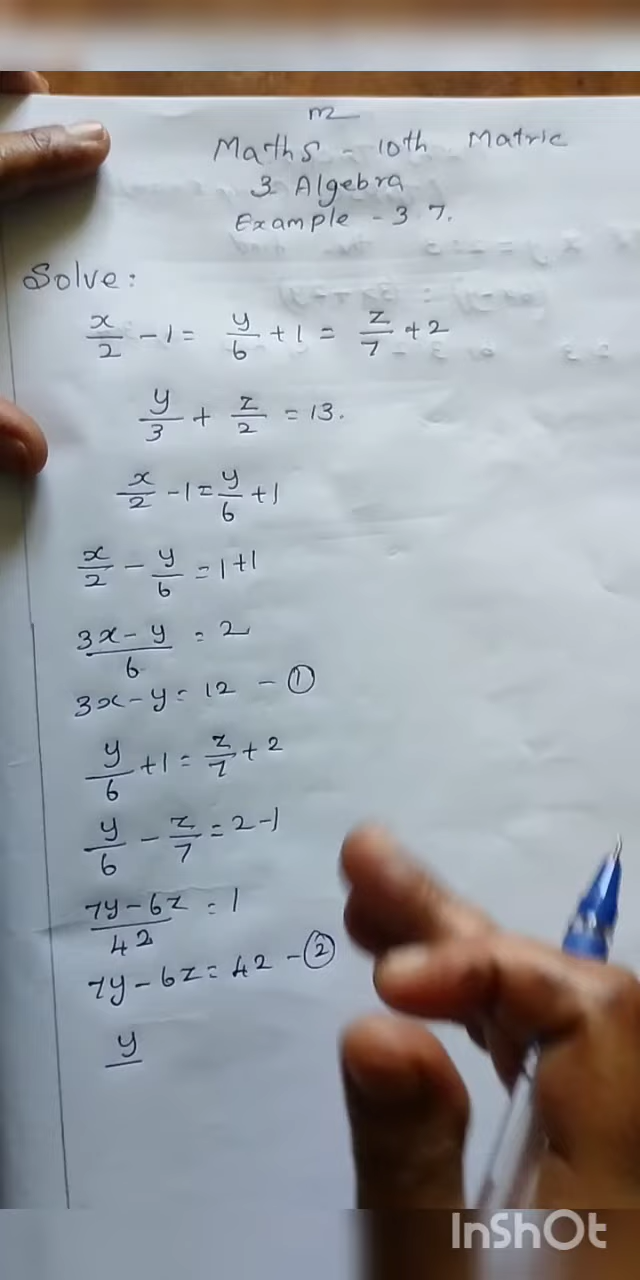 m
Maths - 10th Matric
3 Algebra
Example - 3 7.
Solve:
x/2 - 1 = y/6 + 1 = z/7 + 2
y/3 + z/2 = 13.
x/2 - 1 = y/6 + 1
x/2 - y/6 = 1 + 1
3x - y/6 = 2
3x - y = 12 - ①
y/6 + 1 = z/7 + 2
y/6 - z/7 = 2 - 1
7y - 6z/42 = 1
7y - 6z = 42 - ②
y
InShOt